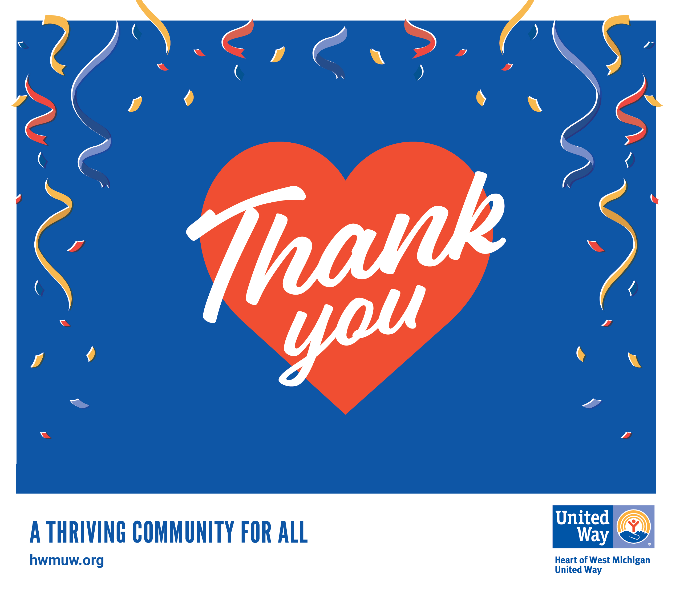 Thank
you
A THRIVING COMMUNITY FOR ALL
hwmuw.org
United
Way
Heart of West Michigan
United Way